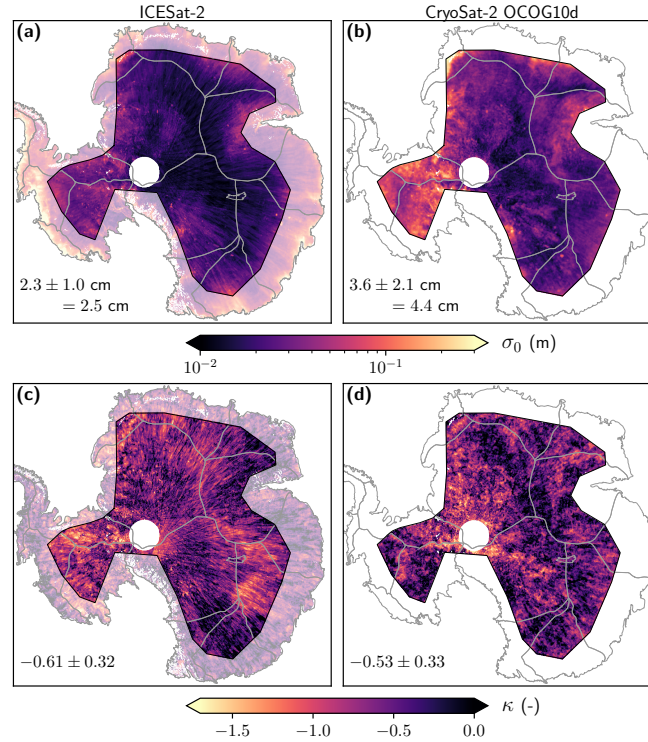 ICESat-2 CryoSat-2 OCOG10d
(a) (b)
2.3 ± 1.0 cm 3.6 ± 2.1 cm
= 2.5 cm = 4.4 cm
σ₀ (m)
10⁻² 10⁻¹
(c) (d)
−0.61 ± 0.32 −0.53 ± 0.33
κ (-)
−1.5 −1.0 −0.5 0.0